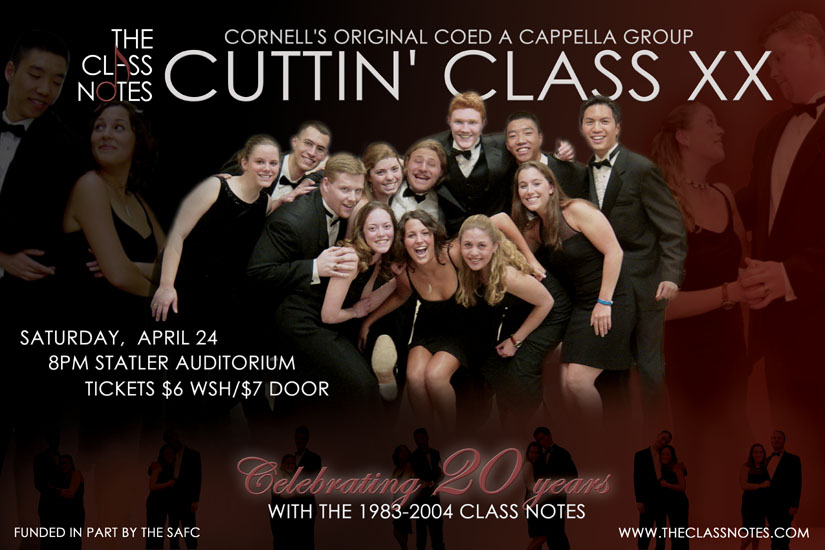 THE
CLASS
NOTES
CORNELL'S ORIGINAL COED A CAPPELLA GROUP
CUTTIN' CLASS XX
SATURDAY, APRIL 24
8PM STATLER AUDITORIUM
TICKETS $6 WSH/$7 DOOR
Celebrating 20 years
WITH THE 1983-2004 CLASS NOTES
FUNDED IN PART BY THE SAFC
WWW.THECLASSNOTES.COM